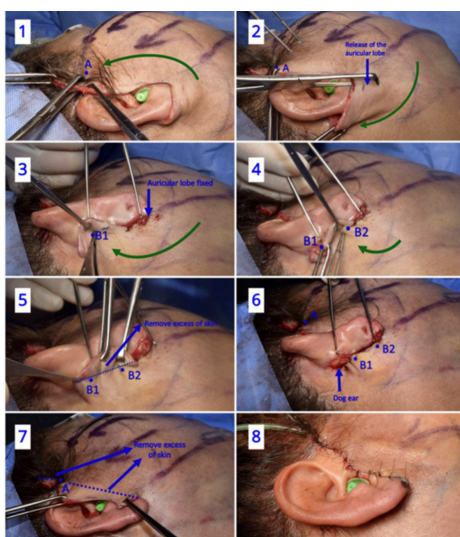 1
A
2
Release of the
auricular lobe
A
3
Auricular lobe fixed
B1
4
B1
B2
5
Remove excess of skin
B1
B2
6
A
B2
B1
Dog ear
7
Remove excess
of skin
A
8